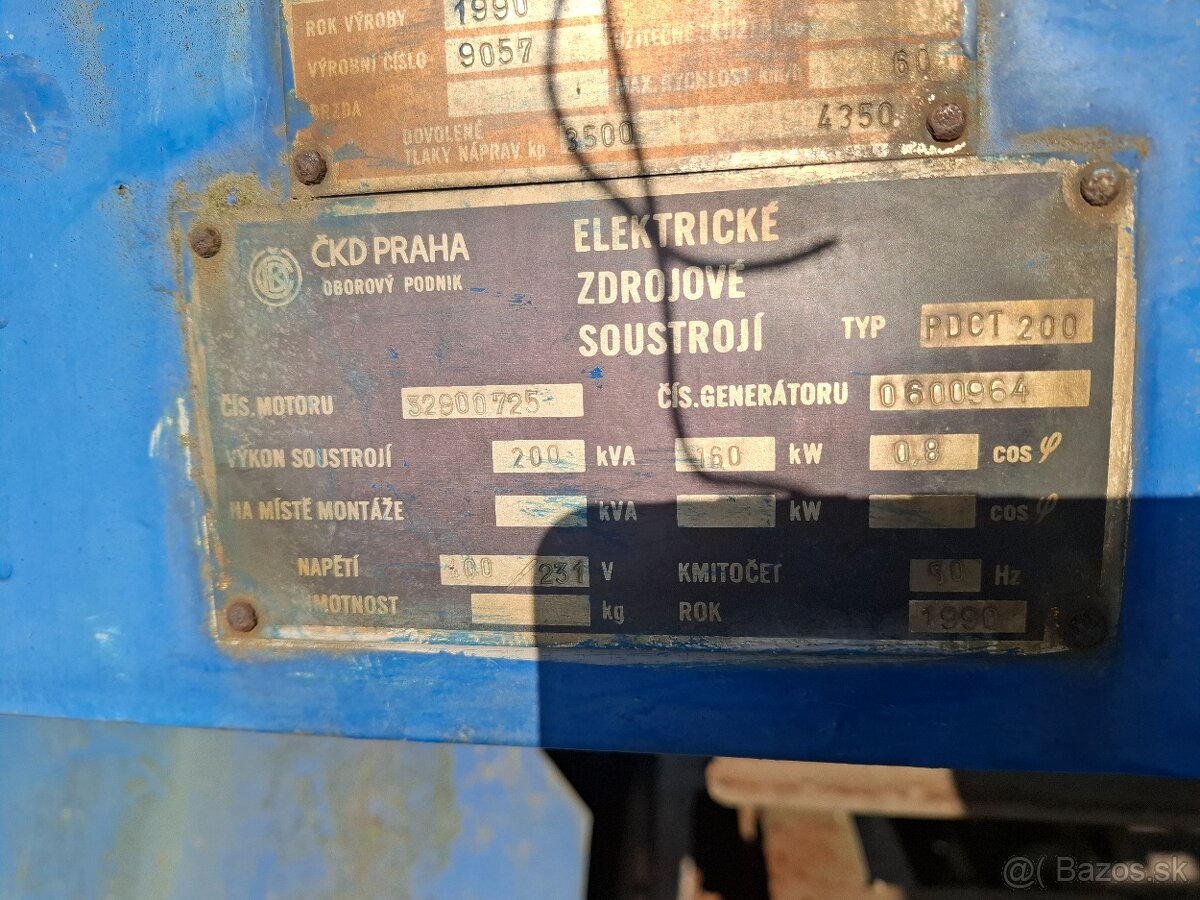 ROK VÝROBY 1990
VÝROBNÍ ČÍSLO 9057
MAX. RYCHLOST KM/H 60
DOVOLENÉ
TLAKY NÁPRAV KG 3500 4350
ČKD PRAHA
OBOROVÝ PODNIK
ELEKTRICKÉ
ZDROJOVÉ
SOUSTROJÍ
TYP PDCT 200
ČÍS. MOTORU 32900725 ČÍS. GENERÁTORU 0600964
VÝKON SOUSTROJÍ 200 kVA 160 kW 0,8 cos φ
NA MÍSTĚ MONTÁŽE kVA kW cos φ
NAPĚTÍ 400/231 V KMITOČET 50 Hz
HMOTNOST kg ROK 1990
@( Bazos.sk